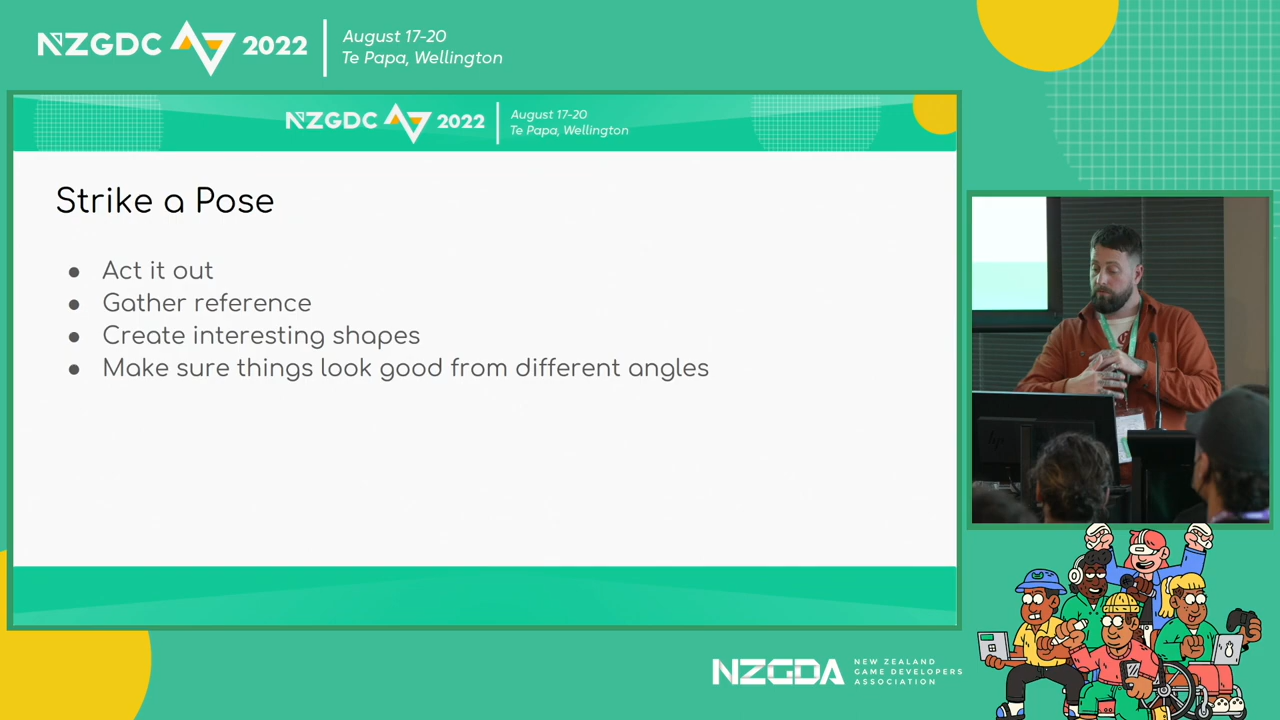 NZGDC 2022
August 17-20
Te Papa, Wellington
NZGDC 2022
August 17-20
Te Papa, Wellington
Strike a Pose
● Act it out
● Gather reference
● Create interesting shapes
● Make sure things look good from different angles
hp
NZGDA
NEW ZEALAND
GAME DEVELOPERS
ASSOCIATION